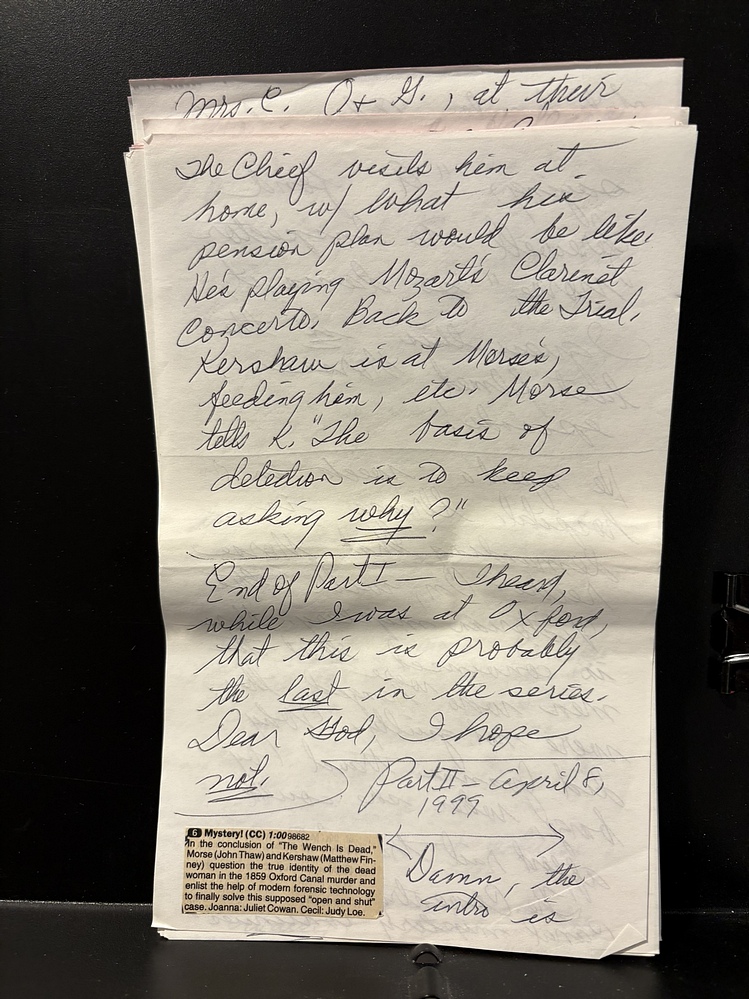 Mrs. C. O & G., at their
The Chief visits him at
home, w/ what his
pension plan would be like.
He's playing Mozart's Clarinet
Concerto. Back to the Trial.
Kershaw is at Morse's,
feeding him, etc. Morse
tells K. "The basis of
detection is to keep
asking why?"
End of Part I — I heard,
while I was at Oxford,
that this is probably
the last in the series.
Dear God, I hope
not.
Part II — April 8,
1999
6 Mystery! (CC) 1:00 98682
In the conclusion of "The Wench Is Dead,"
Morse (John Thaw) and Kershaw (Matthew Fin-
ney) question the true identity of the dead
woman in the 1859 Oxford Canal murder and
enlist the help of modern forensic technology
to finally solve this supposed "open and shut"
case. Joanna: Juliet Cowan. Cecil: Judy Loe.
Damn, the
intro is